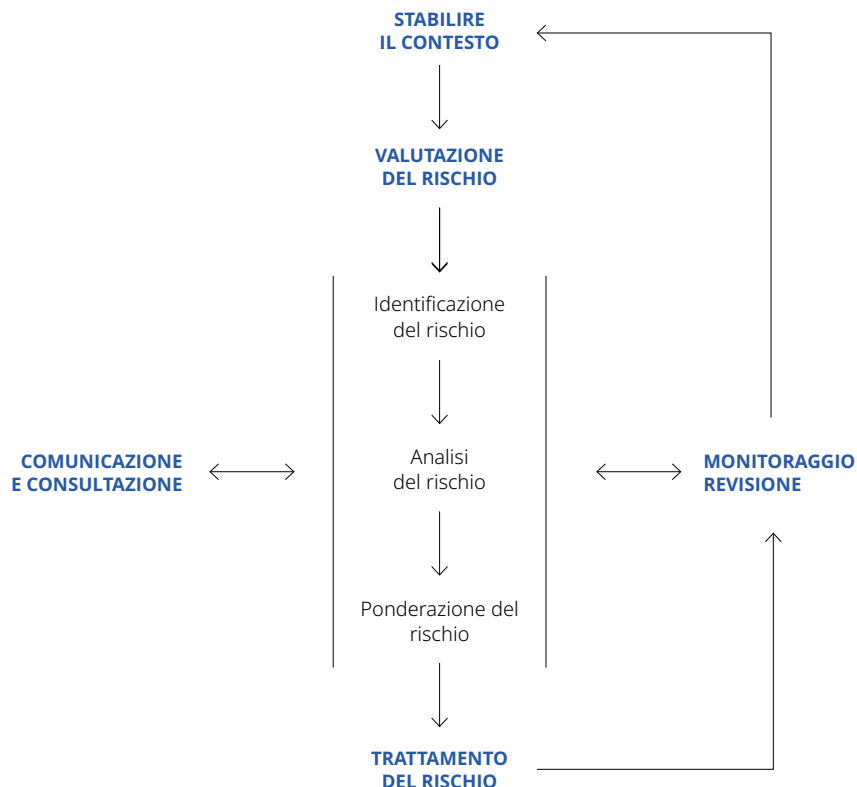 STABILIRE
IL CONTESTO
VALUTAZIONE
DEL RISCHIO
Identificazione
del rischio
COMUNICAZIONE
E CONSULTAZIONE
Analisi
del rischio
MONITORAGGIO
REVISIONE
Ponderazione del
rischio
TRATTAMENTO
DEL RISCHIO